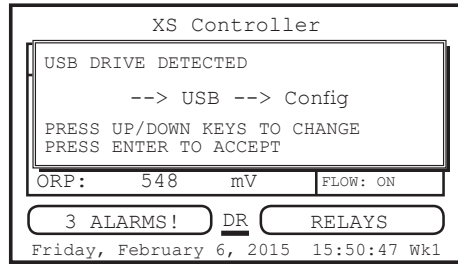 XS Controller
USB DRIVE DETECTED
--> USB --> Config
PRESS UP/DOWN KEYS TO CHANGE
PRESS ENTER TO ACCEPT
ORP: 548 mV FLOW: ON
3 ALARMS! DR RELAYS
Friday, February 6, 2015 15:50:47 Wk1